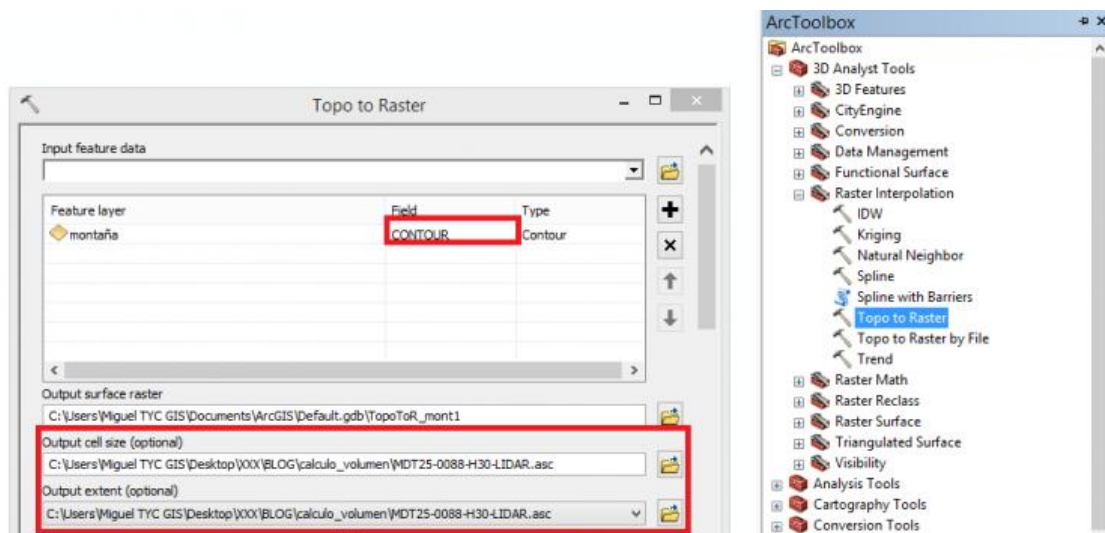 Topo to Raster
Input feature data
Feature layer Field Type
montaña CONTOUR Contour
Output surface raster
C:\Users\Miguel TYC GIS\Documents\ArcGIS\Default.gdb\TopoToR_mont1
Output cell size (optional)
C:\Users\Miguel TYC GIS\Desktop\XXX\BLOG\calculo_volumen\MDT25-0088-H30-LIDAR.asc
Output extent (optional)
C:\Users\Miguel TYC GIS\Desktop\XXX\BLOG\calculo_volumen\MDT25-0088-H30-LIDAR.asc
ArcToolbox
ArcToolbox
3D Analyst Tools
3D Features
CityEngine
Conversion
Data Management
Functional Surface
Raster Interpolation
IDW
Kriging
Natural Neighbor
Spline
Spline with Barriers
Topo to Raster
Topo to Raster by File
Trend
Raster Math
Raster Reclass
Raster Surface
Triangulated Surface
Visibility
Analysis Tools
Cartography Tools
Conversion Tools